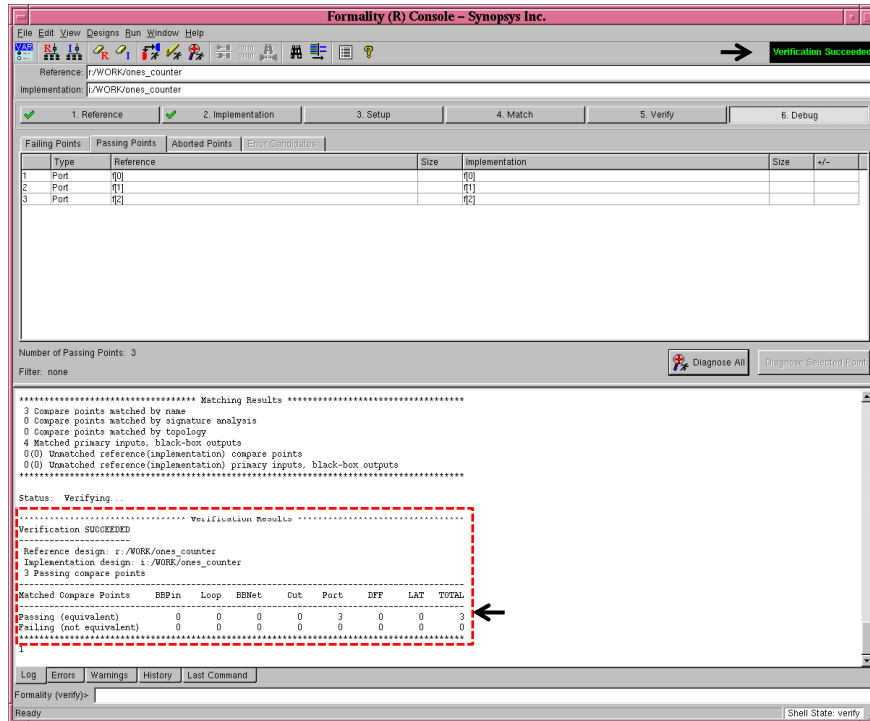 Formality (R) Console – Synopsys Inc.
File Edit View Designs Run Window Help
Verification Succeeded
Reference: r:/WORK/ones_counter
Implementation: i:/WORK/ones_counter
1. Reference 2. Implementation 3. Setup 4. Match 5. Verify 6. Debug
Failing Points Passing Points Aborted Points Error Candidates
Type Reference Size Implementation Size +/-
1 Port f[0] f[0]
2 Port f[1] f[1]
3 Port f[2] f[2]
Number of Passing Points: 3
Diagnose All Diagnose Selected Point
Filter: none
*********************************** Matching Results ***********************************
3 Compare points matched by name
0 Compare points matched by signature analysis
0 Compare points matched by topology
4 Matched primary inputs, black-box outputs
0(0) Unmatched reference(implementation) compare points
0(0) Unmatched reference(implementation) primary inputs, black-box outputs
****************************************************************************************
Status: Verifying...
********************************* Verification Results *********************************
Verification SUCCEEDED
----------------------
Reference design: r:/WORK/ones_counter
Implementation design: i:/WORK/ones_counter
3 Passing compare points
----------------------------------------------------------------------------------------
Matched Compare Points BBPin Loop BBNet Cut Port DFF LAT TOTAL
----------------------------------------------------------------------------------------
Passing (equivalent) 0 0 0 0 3 0 0 3
Failing (not equivalent) 0 0 0 0 0 0 0 0
****************************************************************************************
1
Log Errors Warnings History Last Command
Formality (verify)>
Ready Shell State: verify